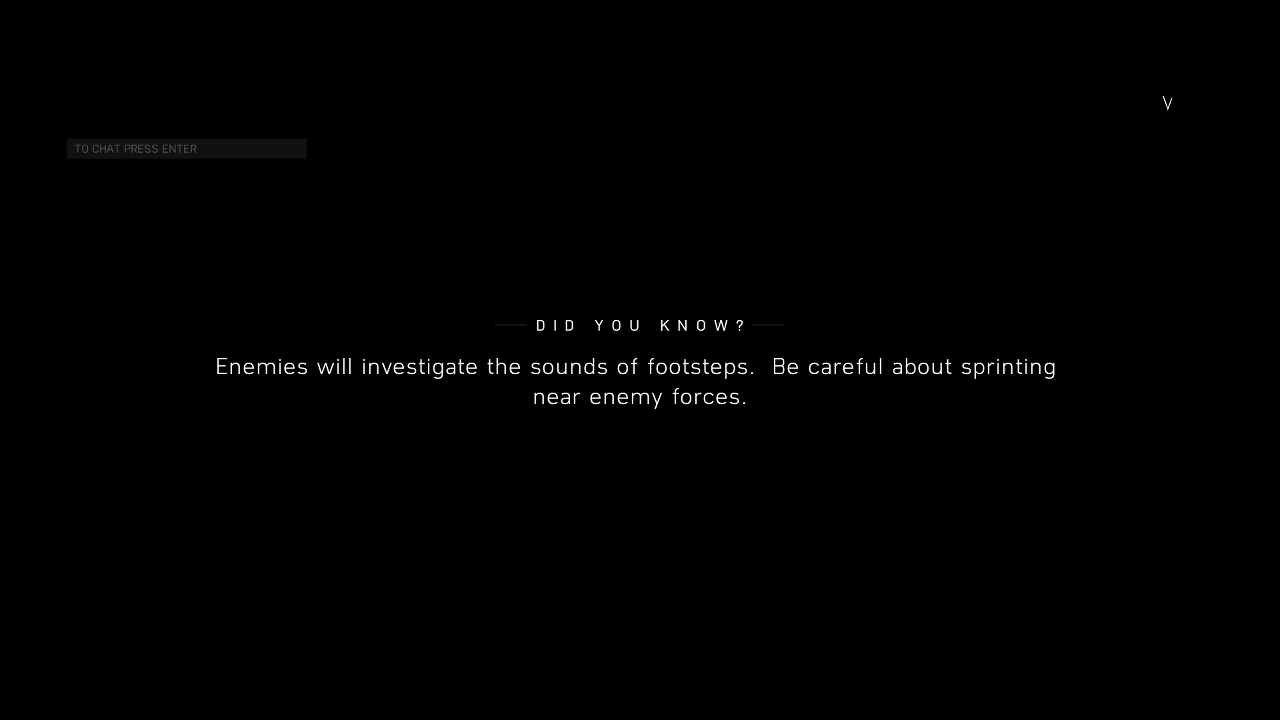 V
TO CHAT PRESS ENTER
DID YOU KNOW?
Enemies will investigate the sounds of footsteps.  Be careful about sprinting
near enemy forces.